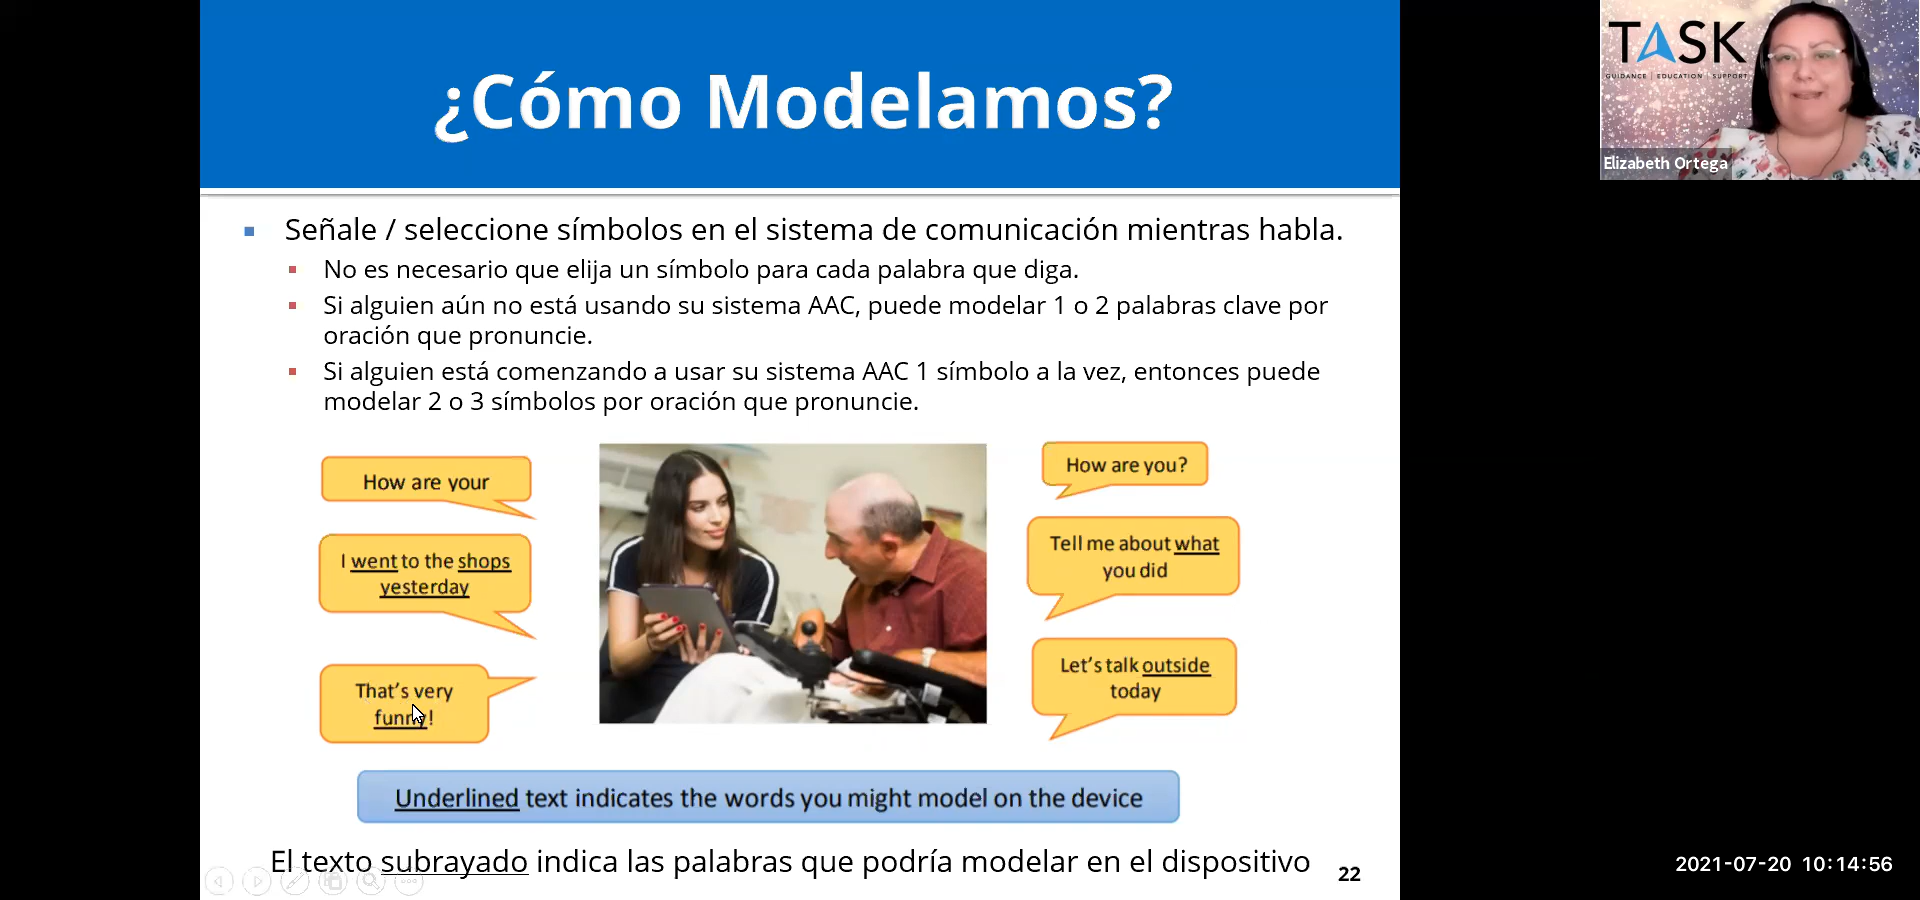 ¿Cómo Modelamos?
TASK
GUIDANCE | EDUCATION | SUPPORT
Elizabeth Ortega
Señale / seleccione símbolos en el sistema de comunicación mientras habla.
No es necesario que elija un símbolo para cada palabra que diga.
Si alguien aún no está usando su sistema AAC, puede modelar 1 o 2 palabras clave por
oración que pronuncie.
Si alguien está comenzando a usar su sistema AAC 1 símbolo a la vez, entonces puede
modelar 2 o 3 símbolos por oración que pronuncie.
How are your
I went to the shops
yesterday
That's very
funny!
How are you?
Tell me about what
you did
Let's talk outside
today
Underlined text indicates the words you might model on the device
El texto subrayado indica las palabras que podría modelar en el dispositivo
22
2021-07-20 10:14:56